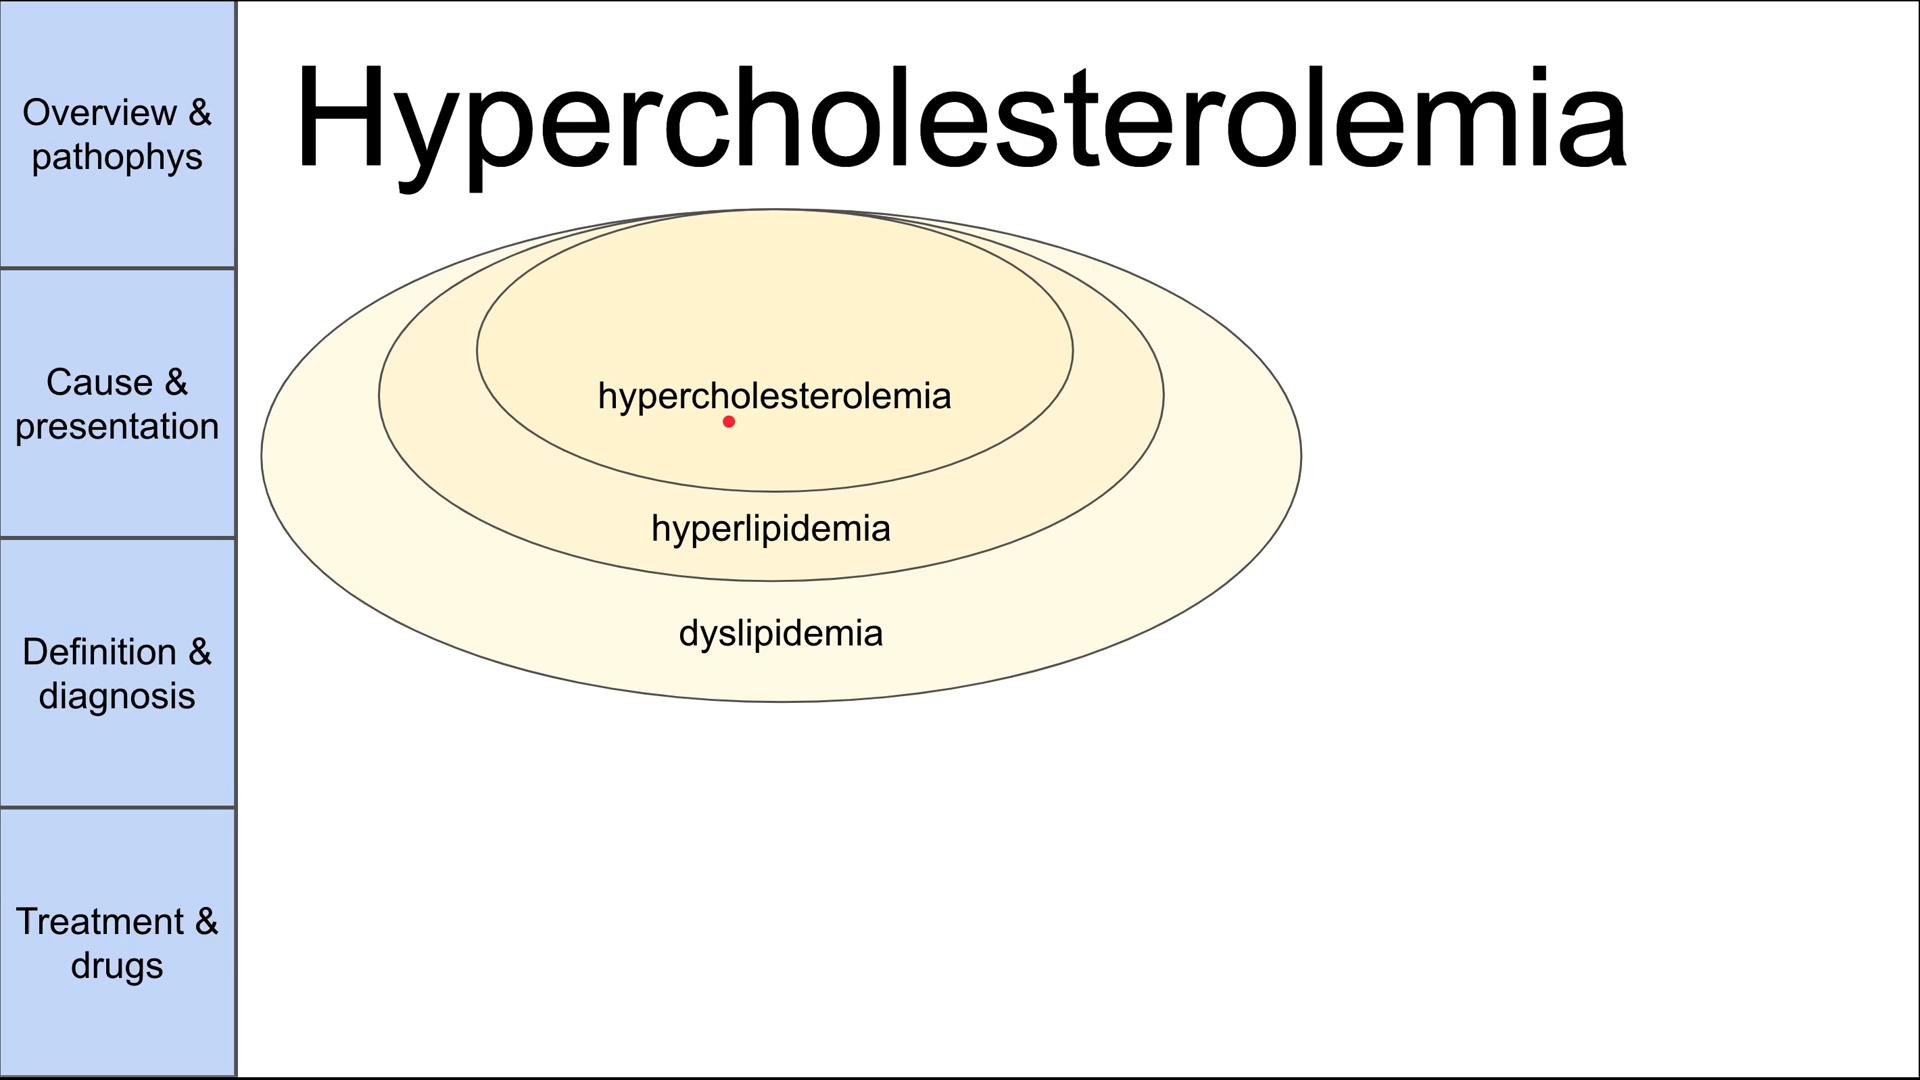 Hypercholesterolemia
Overview &
pathophys
Cause &
presentation
Definition &
diagnosis
Treatment &
drugs
hypercholesterolemia
hyperlipidemia
dyslipidemia